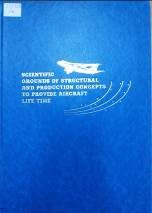 SCIENTIFIC
GROUNDS OF STRUCTURAL
AND PRODUCTION CONCEPTS
TO PROVIDE AIRCRAFT
LIFE TIME